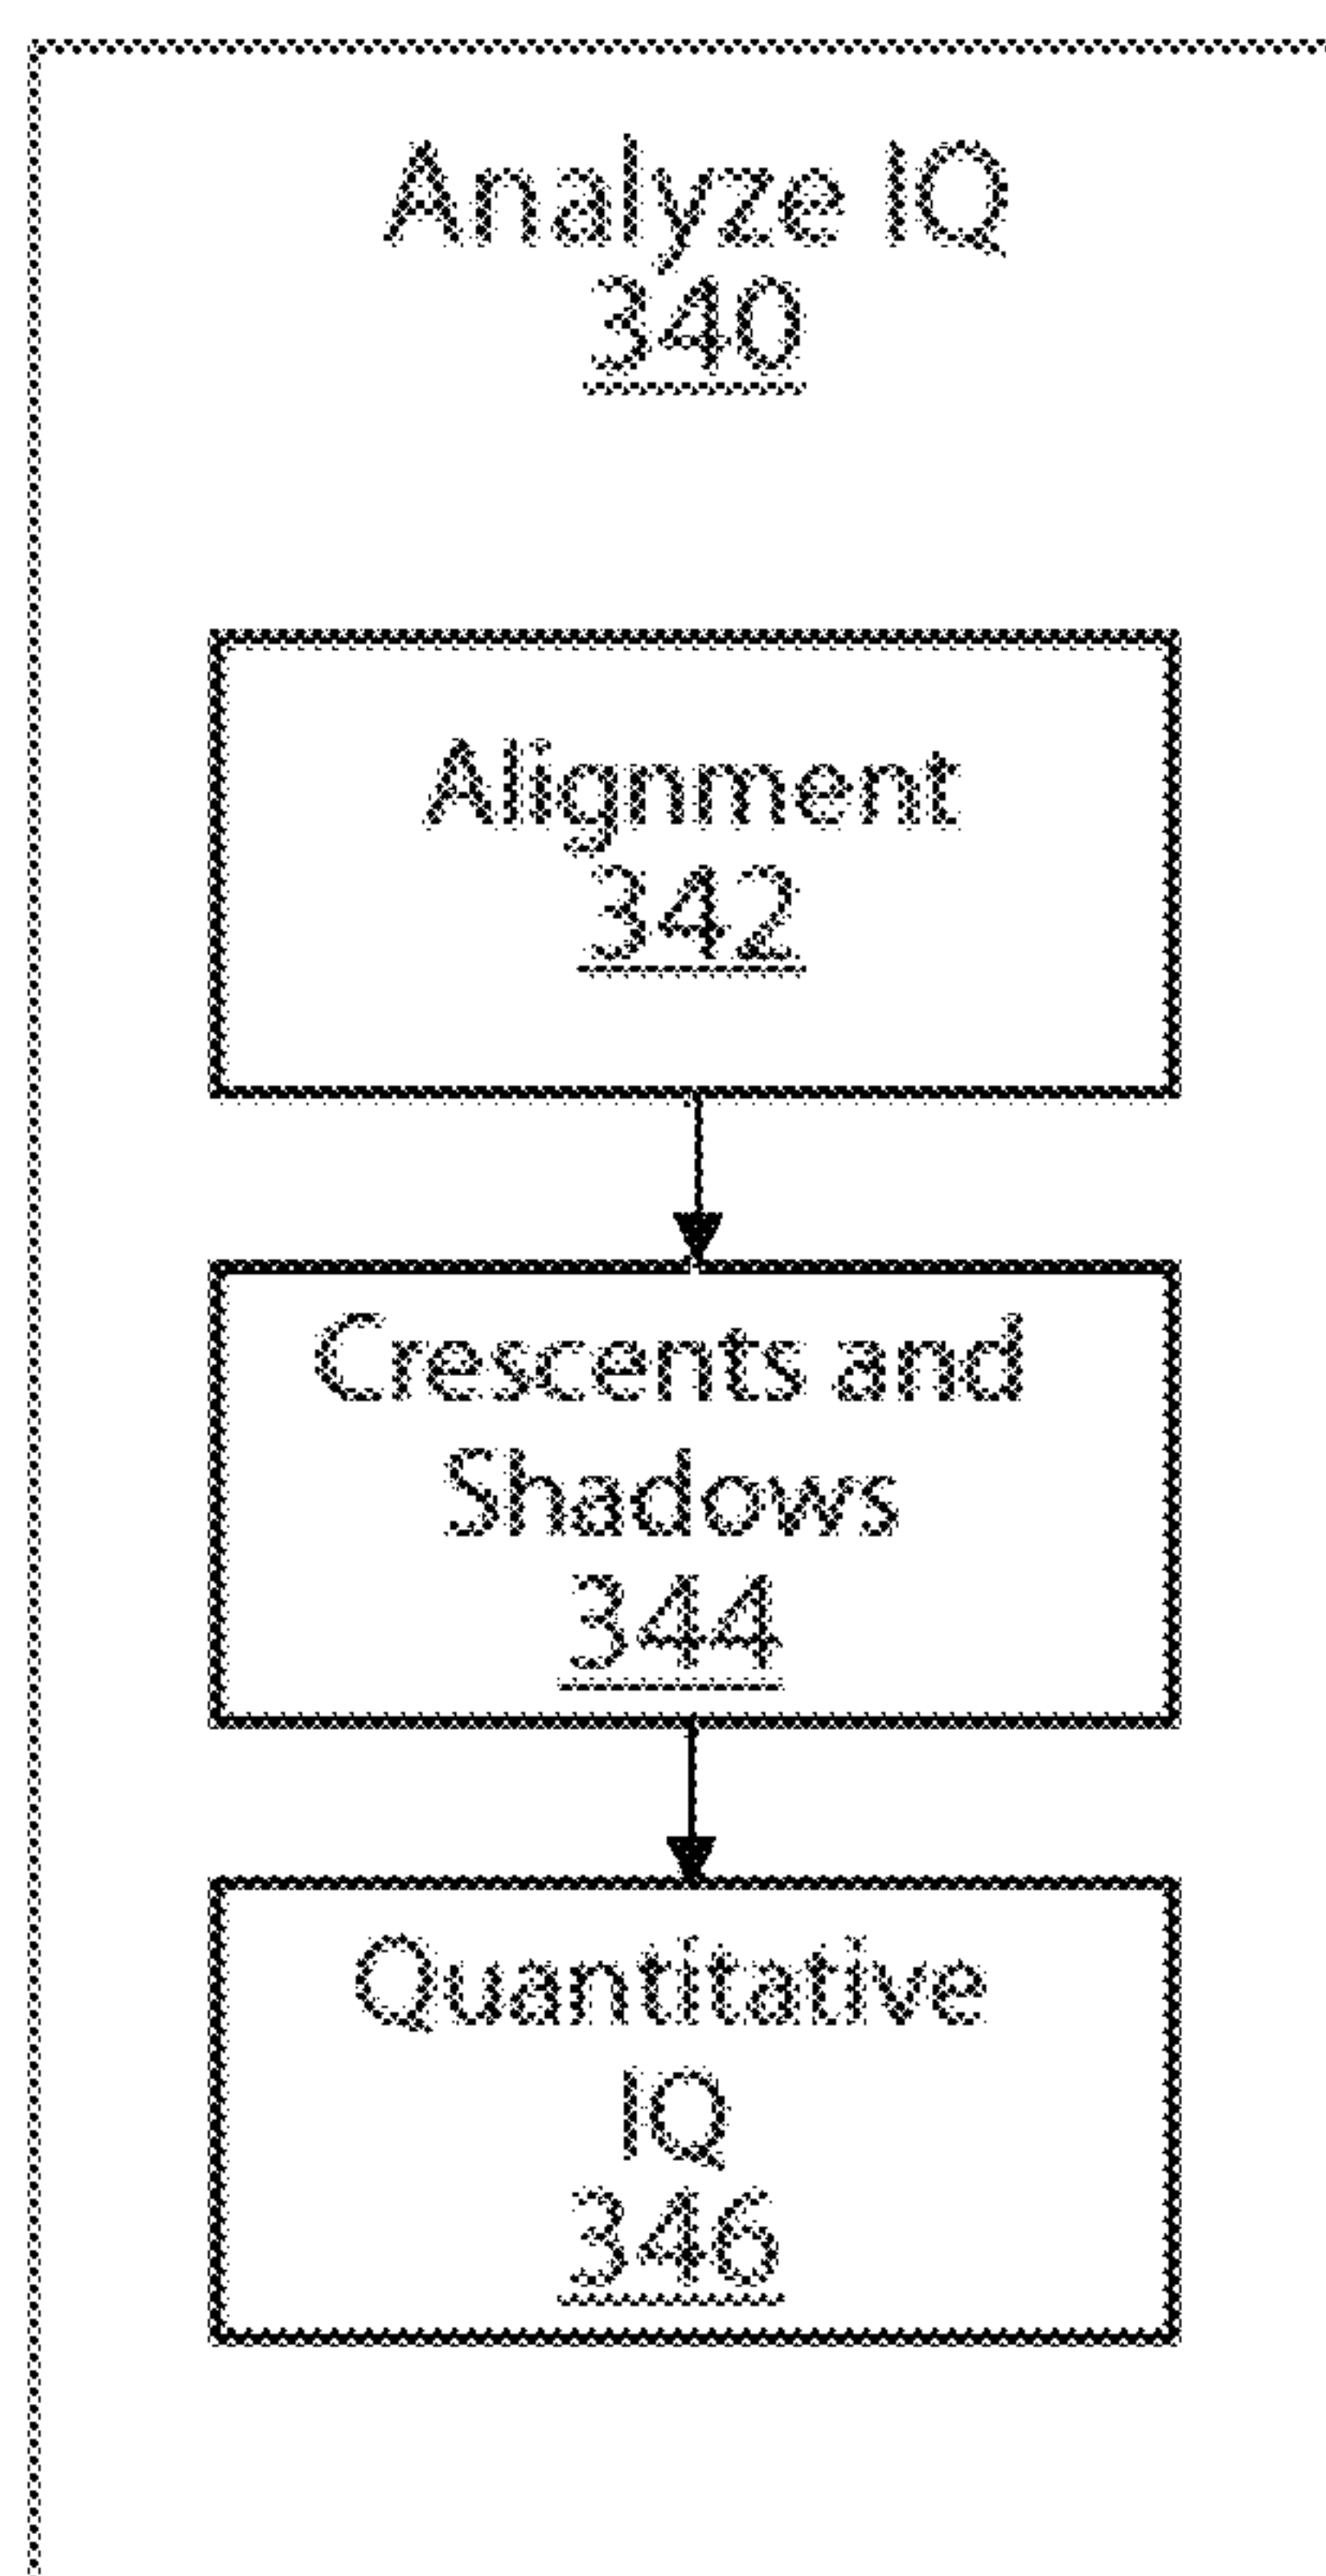 Analyze IQ
340
Alignment
342
Crescents and
Shadows
344
Quantitative
IQ
346